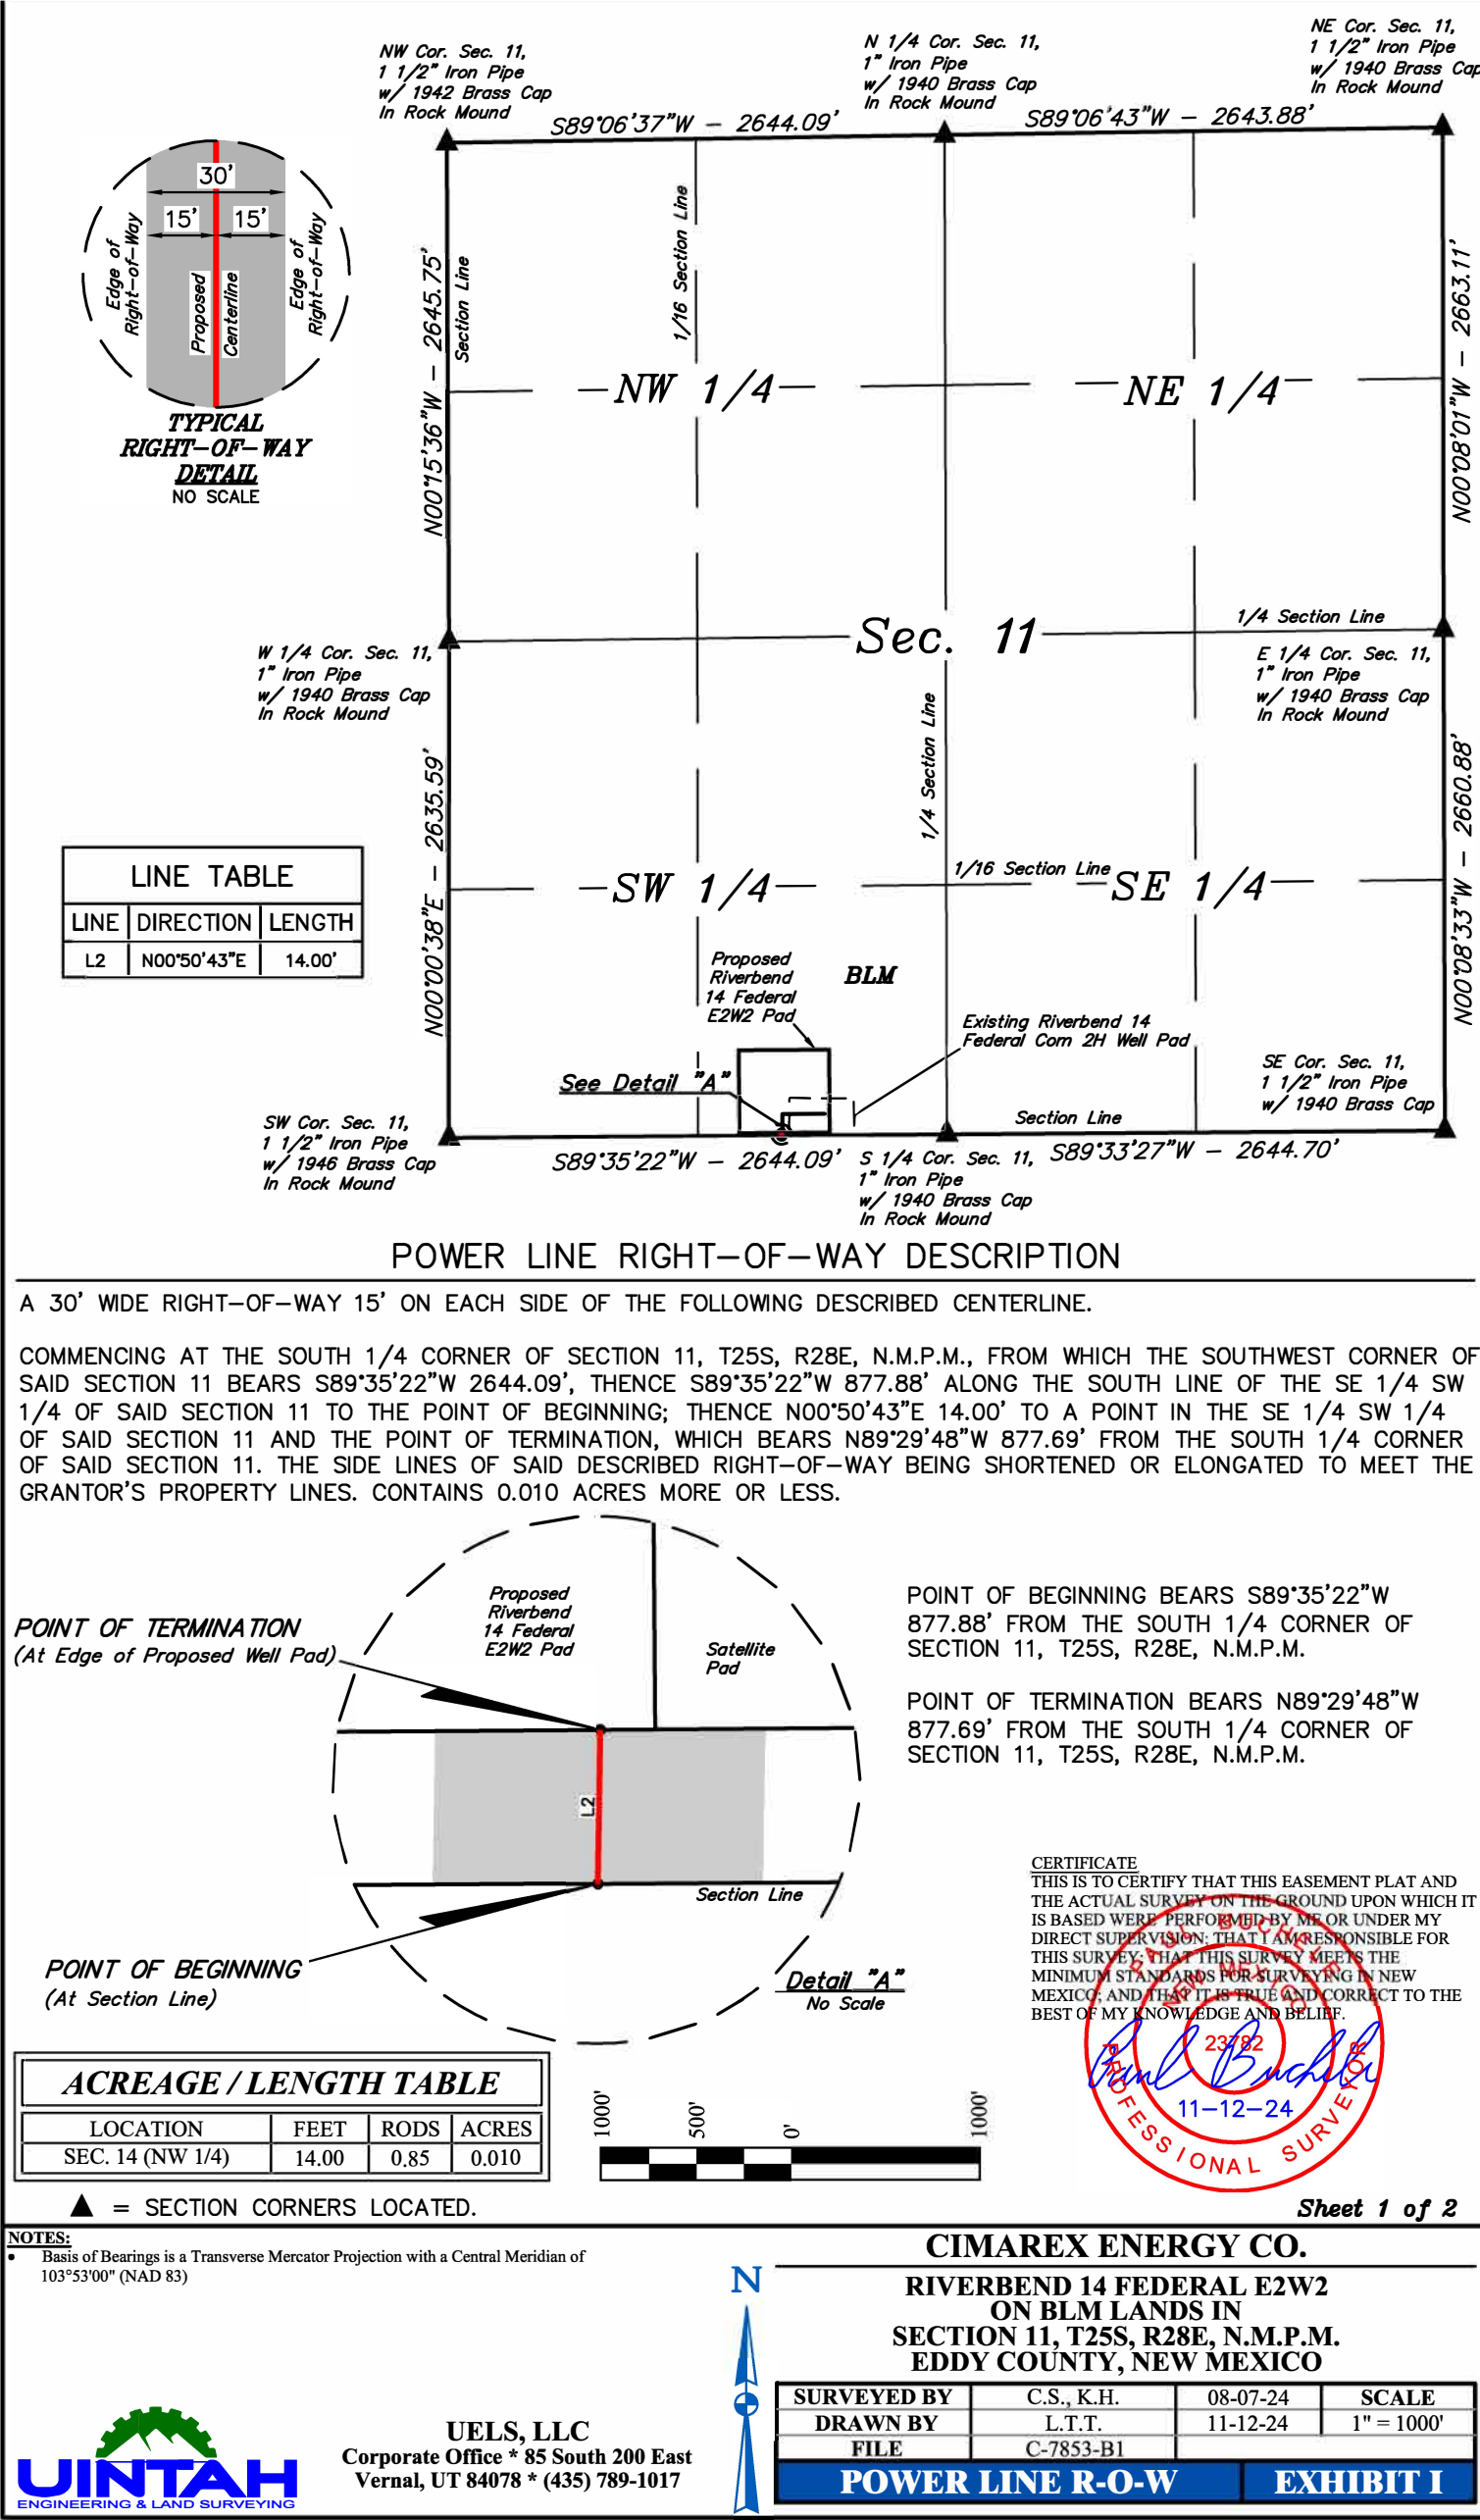 NW Cor. Sec. 11,
1 1/2" Iron Pipe
w/ 1942 Brass Cap
In Rock Mound
N 1/4 Cor. Sec. 11,
1" Iron Pipe
w/ 1940 Brass Cap
In Rock Mound
NE Cor. Sec. 11,
1 1/2" Iron Pipe
w/ 1940 Brass Cap
In Rock Mound
S89°06'37"W - 2644.09'
S89°06'43"W - 2643.88'
30'
15' 15'
Edge of
Right-of-Way
Proposed
Centerline
Edge of
Right-of-Way
TYPICAL
RIGHT-OF-WAY
DETAIL
NO SCALE
N00°15'36"W - 2645.75'
Section Line
1/16 Section Line
N00°08'01"W - 2663.11'
NW 1/4
NE 1/4
Sec. 11
1/4 Section Line
W 1/4 Cor. Sec. 11,
1" Iron Pipe
w/ 1940 Brass Cap
In Rock Mound
E 1/4 Cor. Sec. 11,
1" Iron Pipe
w/ 1940 Brass Cap
In Rock Mound
N00°00'38"E - 2635.59'
1/4 Section Line
N00°08'33"W - 2660.88'
LINE TABLE
LINE DIRECTION LENGTH
L2 N00°50'43"E 14.00'
1/16 Section Line
SW 1/4
SE 1/4
Proposed
Riverbend
14 Federal
E2W2 Pad
BLM
Existing Riverbend 14
Federal Com 2H Well Pad
See Detail "A"
SE Cor. Sec. 11,
1 1/2" Iron Pipe
w/ 1940 Brass Cap
Section Line
SW Cor. Sec. 11,
1 1/2" Iron Pipe
w/ 1946 Brass Cap
In Rock Mound
S89°35'22"W - 2644.09'
S 1/4 Cor. Sec. 11,
1" Iron Pipe
w/ 1940 Brass Cap
In Rock Mound
S89°33'27"W - 2644.70'
POWER LINE RIGHT-OF-WAY DESCRIPTION
A 30' WIDE RIGHT-OF-WAY 15' ON EACH SIDE OF THE FOLLOWING DESCRIBED CENTERLINE.
COMMENCING AT THE SOUTH 1/4 CORNER OF SECTION 11, T25S, R28E, N.M.P.M., FROM WHICH THE SOUTHWEST CORNER OF
SAID SECTION 11 BEARS S89°35'22"W 2644.09', THENCE S89°35'22"W 877.88' ALONG THE SOUTH LINE OF THE SE 1/4 SW
1/4 OF SAID SECTION 11 TO THE POINT OF BEGINNING; THENCE N00°50'43"E 14.00' TO A POINT IN THE SE 1/4 SW 1/4
OF SAID SECTION 11 AND THE POINT OF TERMINATION, WHICH BEARS N89°29'48"W 877.69' FROM THE SOUTH 1/4 CORNER
OF SAID SECTION 11. THE SIDE LINES OF SAID DESCRIBED RIGHT-OF-WAY BEING SHORTENED OR ELONGATED TO MEET THE
GRANTOR'S PROPERTY LINES. CONTAINS 0.010 ACRES MORE OR LESS.
POINT OF TERMINATION
(At Edge of Proposed Well Pad)
Proposed
Riverbend
14 Federal
E2W2 Pad
Satellite
Pad
L2
Section Line
POINT OF BEGINNING
(At Section Line)
Detail "A"
No Scale
POINT OF BEGINNING BEARS S89°35'22"W
877.88' FROM THE SOUTH 1/4 CORNER OF
SECTION 11, T25S, R28E, N.M.P.M.
POINT OF TERMINATION BEARS N89°29'48"W
877.69' FROM THE SOUTH 1/4 CORNER OF
SECTION 11, T25S, R28E, N.M.P.M.
CERTIFICATE
THIS IS TO CERTIFY THAT THIS EASEMENT PLAT AND
THE ACTUAL SURVEY ON THE GROUND UPON WHICH IT
IS BASED WERE PERFORMED BY ME OR UNDER MY
DIRECT SUPERVISION; THAT I AM RESPONSIBLE FOR
THIS SURVEY; THAT THIS SURVEY MEETS THE
MINIMUM STANDARDS FOR SURVEYING IN NEW
MEXICO; AND THAT IT IS TRUE AND CORRECT TO THE
BEST OF MY KNOWLEDGE AND BELIEF.
PAUL BUCHELE
NEW MEXICO
23782
Paul Buchele
11-12-24
PROFESSIONAL SURVEYOR
ACREAGE / LENGTH TABLE
LOCATION FEET RODS ACRES
SEC. 14 (NW 1/4) 14.00 0.85 0.010
1000' 500' 0' 1000'
▲ = SECTION CORNERS LOCATED.
Sheet 1 of 2
NOTES:
• Basis of Bearings is a Transverse Mercator Projection with a Central Meridian of
103°53'00" (NAD 83)
N
CIMAREX ENERGY CO.
RIVERBEND 14 FEDERAL E2W2
ON BLM LANDS IN
SECTION 11, T25S, R28E, N.M.P.M.
EDDY COUNTY, NEW MEXICO
SURVEYED BY C.S., K.H. 08-07-24 SCALE
DRAWN BY L.T.T. 11-12-24 1" = 1000'
FILE C-7853-B1
POWER LINE R-O-W EXHIBIT I
UINTAH
ENGINEERING & LAND SURVEYING
UELS, LLC
Corporate Office * 85 South 200 East
Vernal, UT 84078 * (435) 789-1017